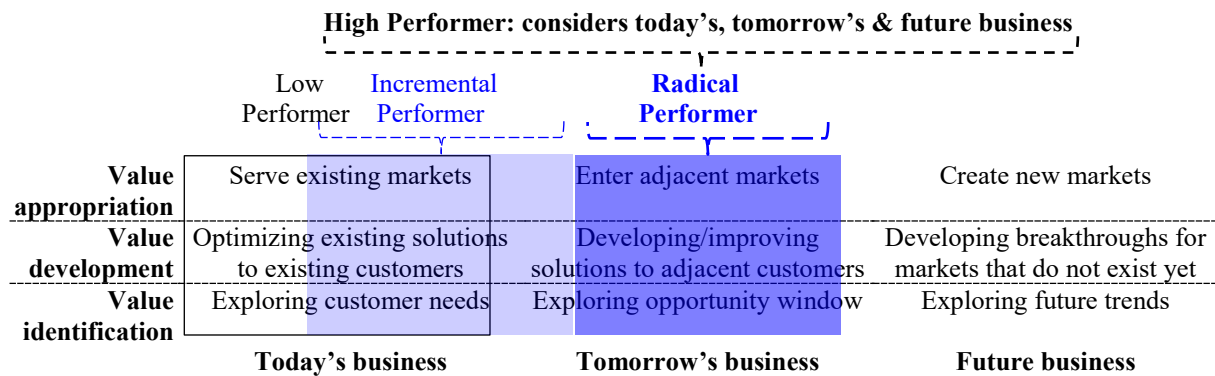 High Performer: considers today's, tomorrow's & future business
Low Performer
Incremental Performer
Radical Performer
Value appropriation
Serve existing markets
Enter adjacent markets
Create new markets
Value development
Optimizing existing solutions to existing customers
Developing/improving solutions to adjacent customers
Developing breakthroughs for markets that do not exist yet
Value identification
Exploring customer needs
Exploring opportunity window
Exploring future trends
Today's business
Tomorrow's business
Future business